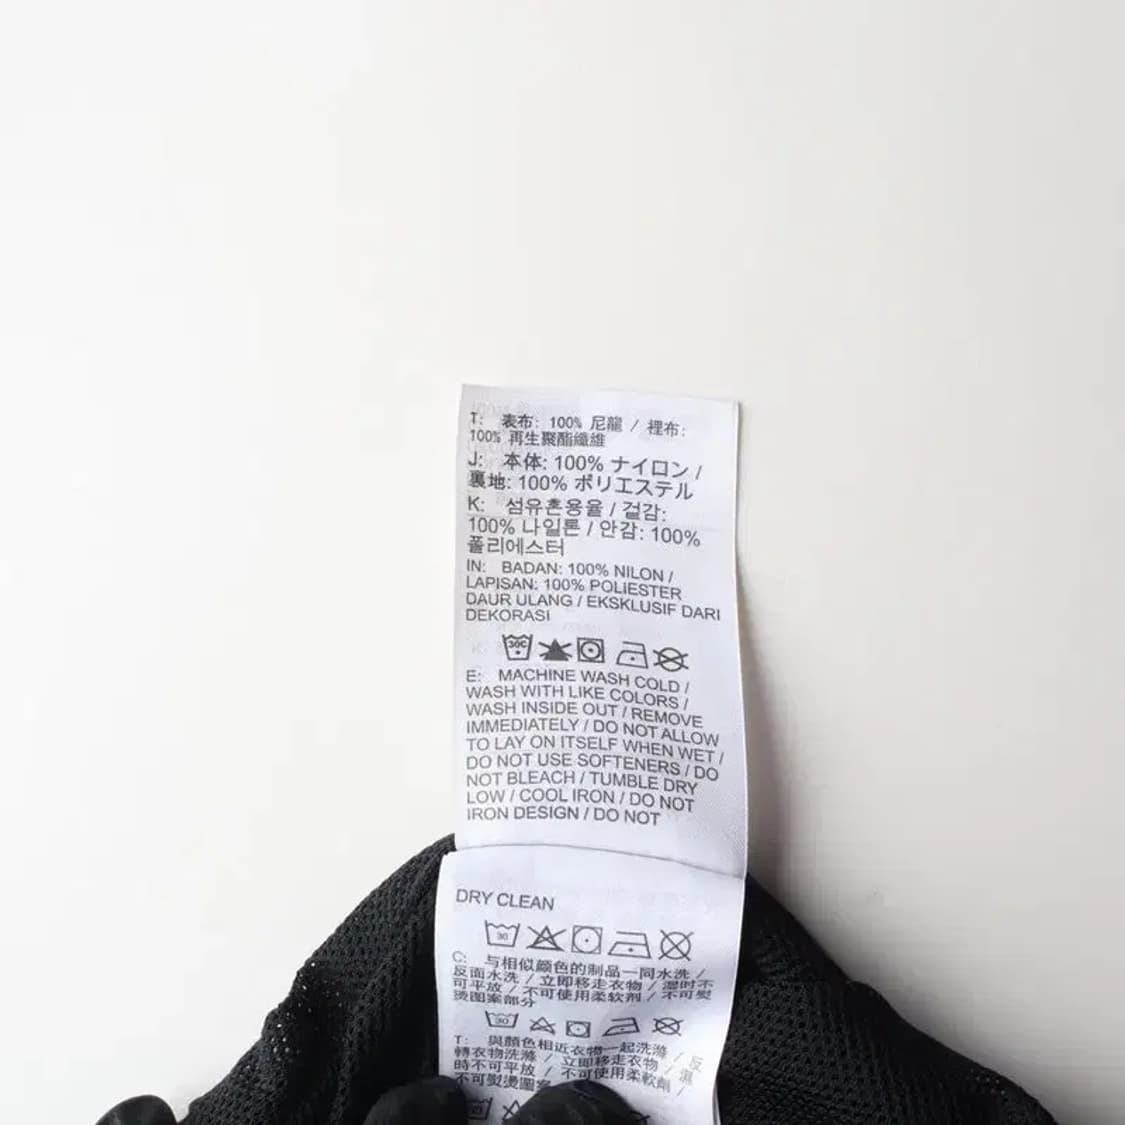 T: 表布: 100% 尼龍 / 裡布:
100% 再生聚酯纖維
J: 本体: 100% ナイロン /
裏地: 100% ポリエステル
K: 섬유혼용율 / 겉감:
100% 나일론 / 안감: 100%
폴리에스터
IN: BADAN: 100% NILON /
LAPISAN: 100% POLIESTER
DAUR ULANG / EKSKLUSIF DARI
DEKORASI
30C
E: MACHINE WASH COLD /
WASH WITH LIKE COLORS /
WASH INSIDE OUT / REMOVE
IMMEDIATELY / DO NOT ALLOW
TO LAY ON ITSELF WHEN WET /
DO NOT USE SOFTENERS / DO
NOT BLEACH / TUMBLE DRY
LOW / COOL IRON / DO NOT
IRON DESIGN / DO NOT
DRY CLEAN
30
C: 与相似颜色的制品一同水洗 /
反面水洗 / 立即移走衣物 / 湿时不
可平放 / 不可使用柔软剂 / 不可熨
烫图案部分
30
T: 與顏色相近衣物一起洗滌 / 反
轉衣物洗滌 / 立即移走衣物 / 濕
時不可平放 / 不可使用柔軟劑 /
不可熨燙圖案
30